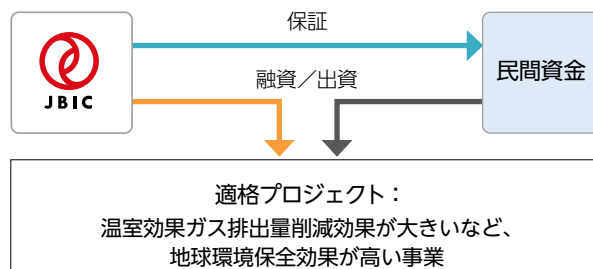 保証
JBIC
民間資金
融資／出資
適格プロジェクト：
温室効果ガス排出量削減効果が大きいなど、
地球環境保全効果が高い事業